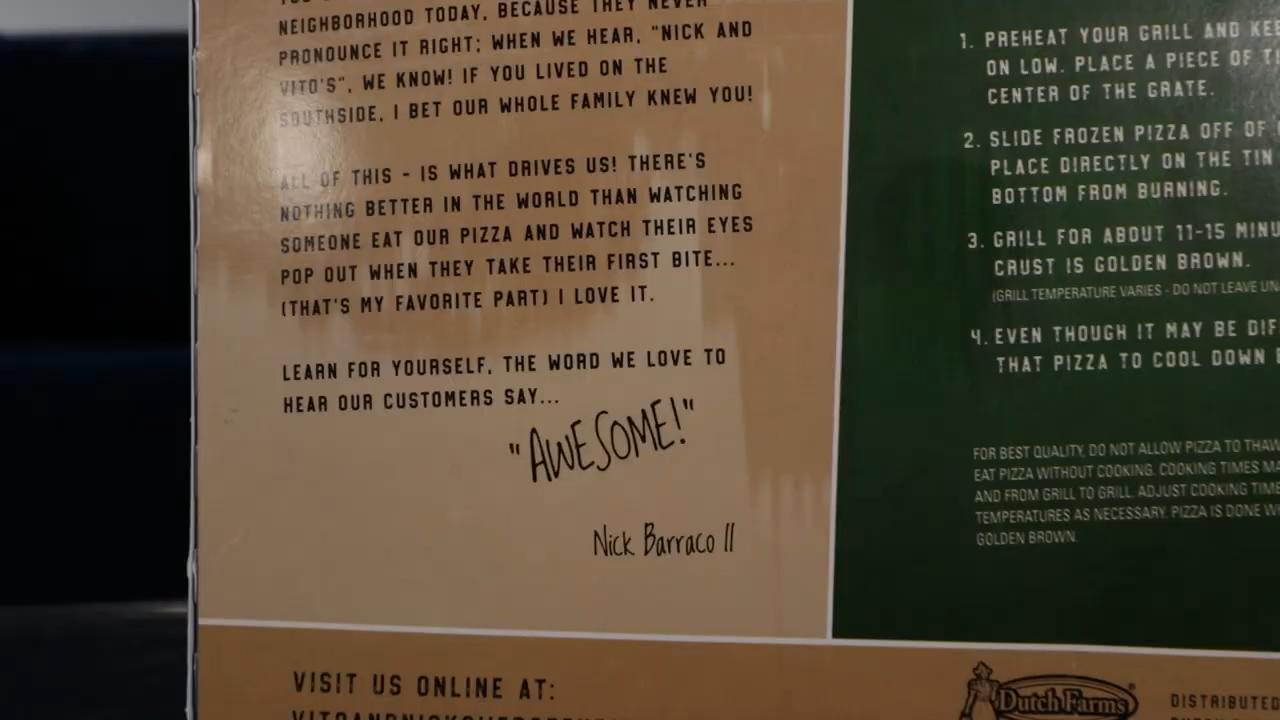 NEIGHBORHOOD TODAY, BECAUSE THEY NEVER
PRONOUNCE IT RIGHT; WHEN WE HEAR, "NICK AND
VITO'S", WE KNOW! IF YOU LIVED ON THE
SOUTHSIDE, I BET OUR WHOLE FAMILY KNEW YOU!
ALL OF THIS - IS WHAT DRIVES US! THERE'S
NOTHING BETTER IN THE WORLD THAN WATCHING
SOMEONE EAT OUR PIZZA AND WATCH THEIR EYES
POP OUT WHEN THEY TAKE THEIR FIRST BITE...
(THAT'S MY FAVORITE PART) I LOVE IT.
LEARN FOR YOURSELF, THE WORD WE LOVE TO
HEAR OUR CUSTOMERS SAY...
"AWESOME!"
Nick Barraco II
1. PREHEAT YOUR GRILL AND
ON LOW. PLACE A PIECE OF
CENTER OF THE GRATE.
2. SLIDE FROZEN PIZZA OFF OF
PLACE DIRECTLY ON THE TIN
BOTTOM FROM BURNING.
3. GRILL FOR ABOUT 11-15
CRUST IS GOLDEN BROWN.
(GRILL TEMPERATURE VARIES - DO NOT LEAVE
4. EVEN THOUGH IT MAY BE
THAT PIZZA TO COOL DOWN
FOR BEST QUALITY, DO NOT ALLOW PIZZA TO THAW
EAT PIZZA WITHOUT COOKING. COOKING TIMES
AND FROM GRILL TO GRILL. ADJUST COOKING
TEMPERATURES AS NECESSARY. PIZZA IS DONE
GOLDEN BROWN.
VISIT US ONLINE AT:
Dutch Farms
DISTRIBUTED